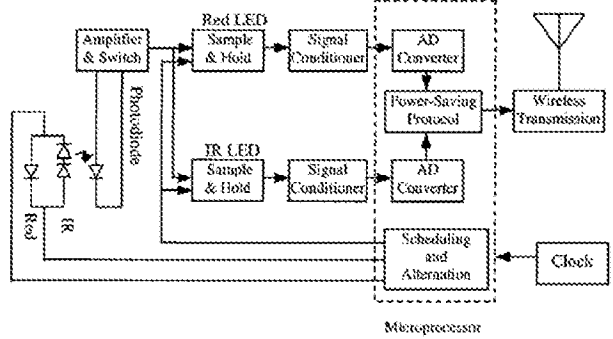 Red LED
Amplifier
& Switch
Sample
& Hold
Signal
Conditioner
AD
Converter
Photodiode
Power-Saving
Protocol
Wireless
Transmission
IR LED
Sample
& Hold
Signal
Conditioner
AD
Converter
Red
IR
Scheduling
and
Alternation
Clock
Microprocessor